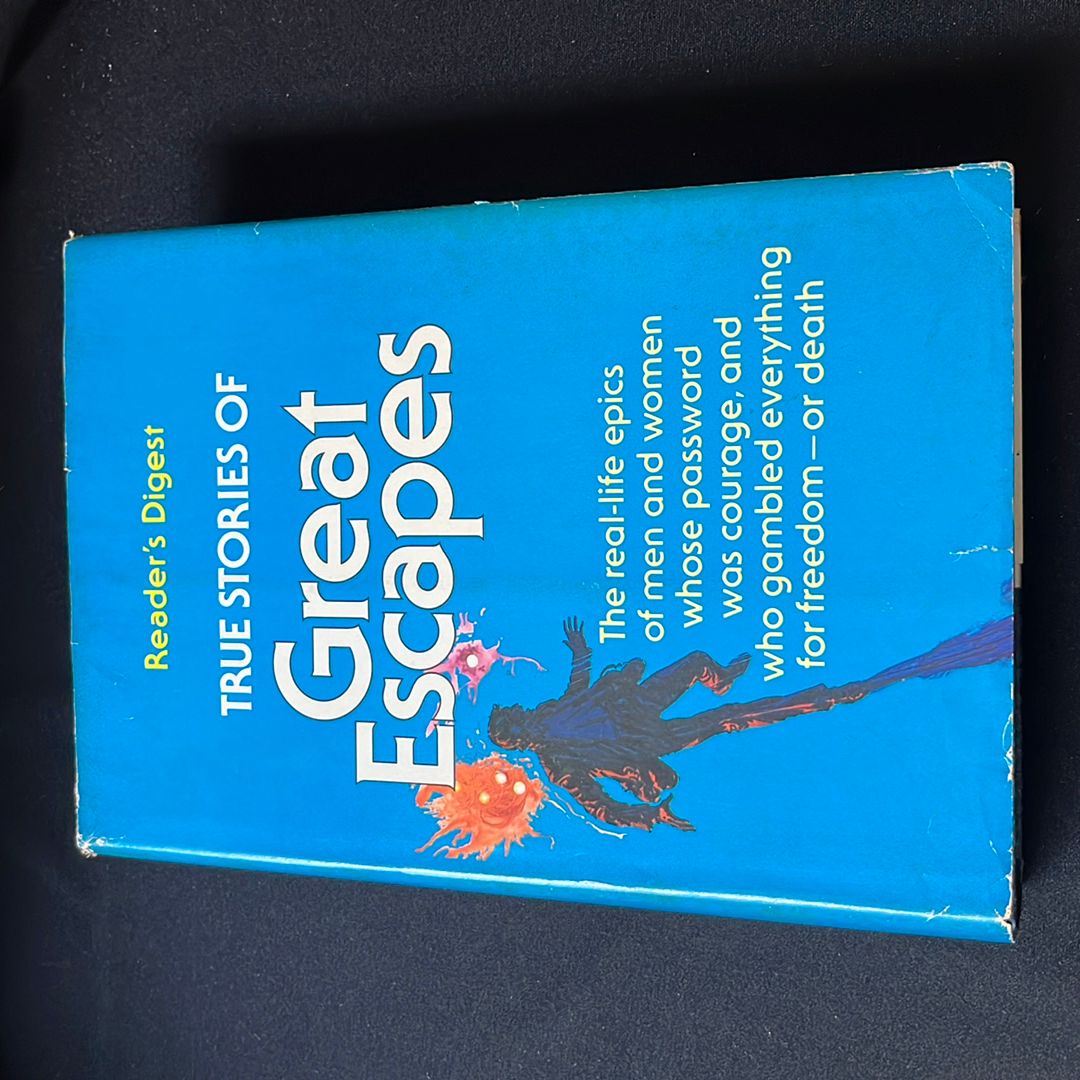 Reader's Digest
TRUE STORIES OF
Great
Escapes
The real-life epics
of men and women
whose password
was courage, and
who gambled everything
for freedom—or death